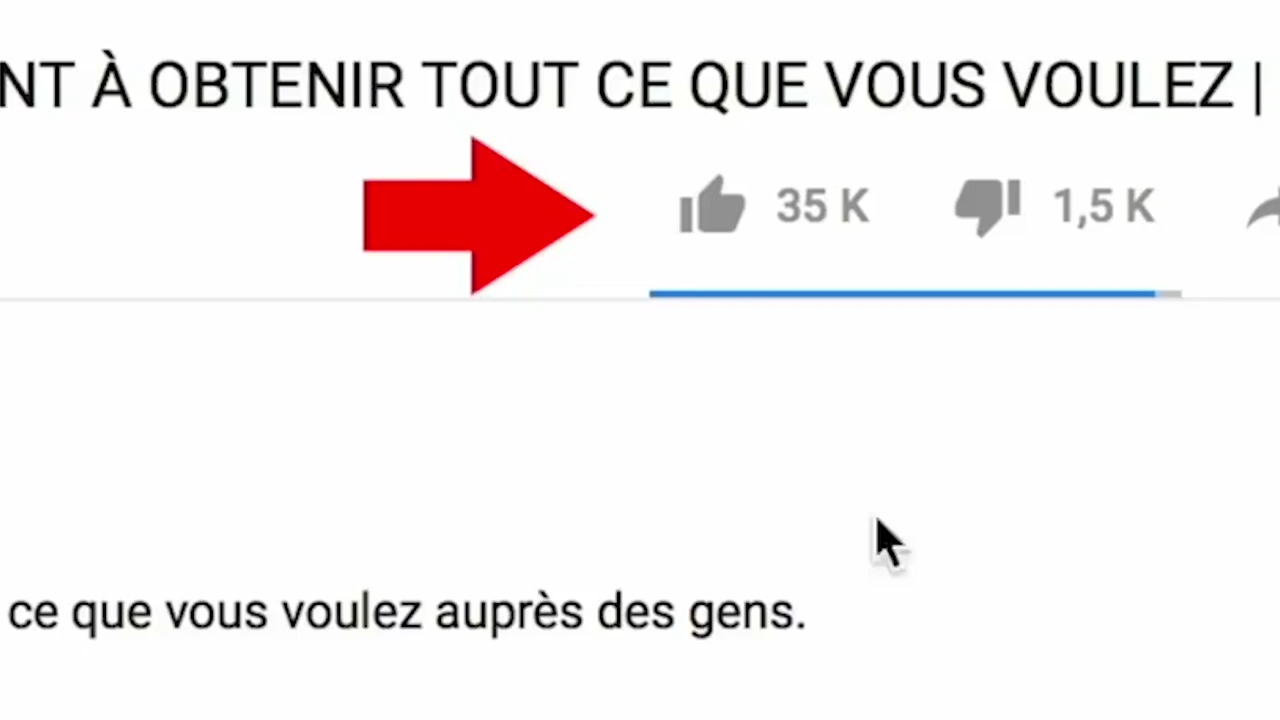 NT À OBTENIR TOUT CE QUE VOUS VOULEZ |
35 K 1,5 K
ce que vous voulez auprès des gens.